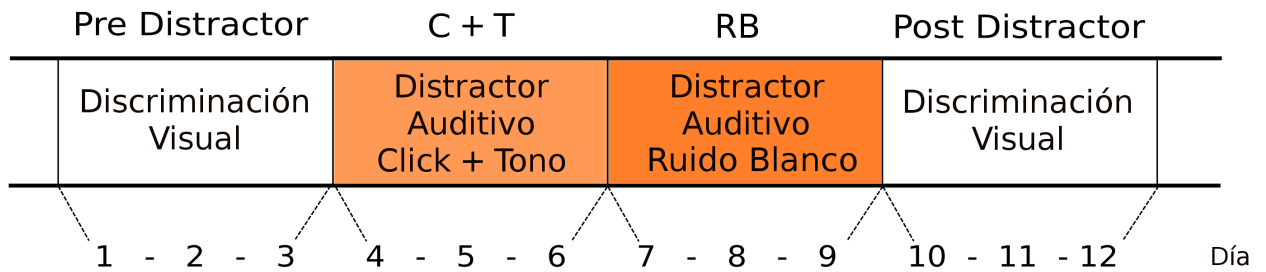 Pre Distractor C + T RB Post Distractor
Discriminación
Visual
Distractor
Auditivo
Click + Tono
Distractor
Auditivo
Ruido Blanco
Discriminación
Visual
1 - 2 - 3 4 - 5 - 6 7 - 8 - 9 10 - 11 - 12 Día